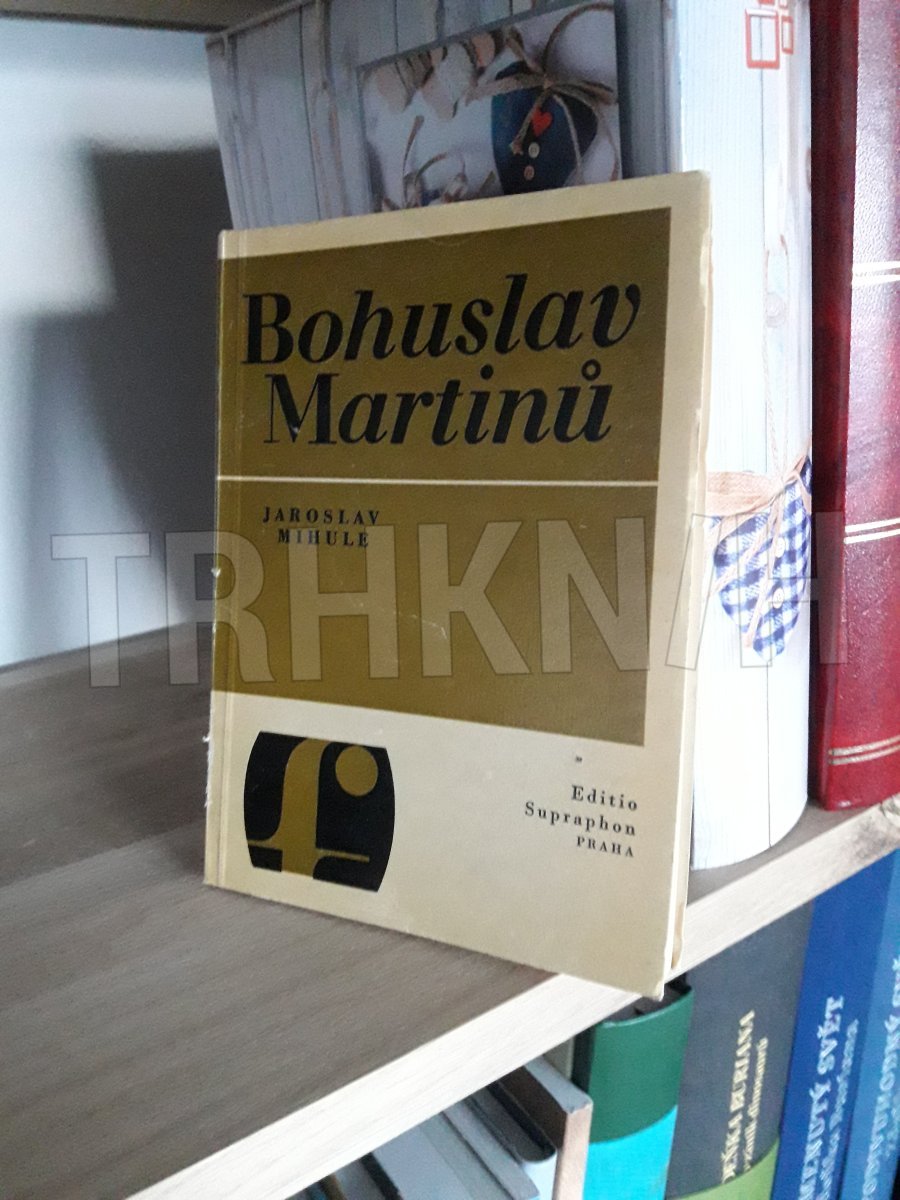 Bohuslav
Martinů
JAROSLAV
MIHULE
TRHKNIH
Editio
Supraphon
PRAHA